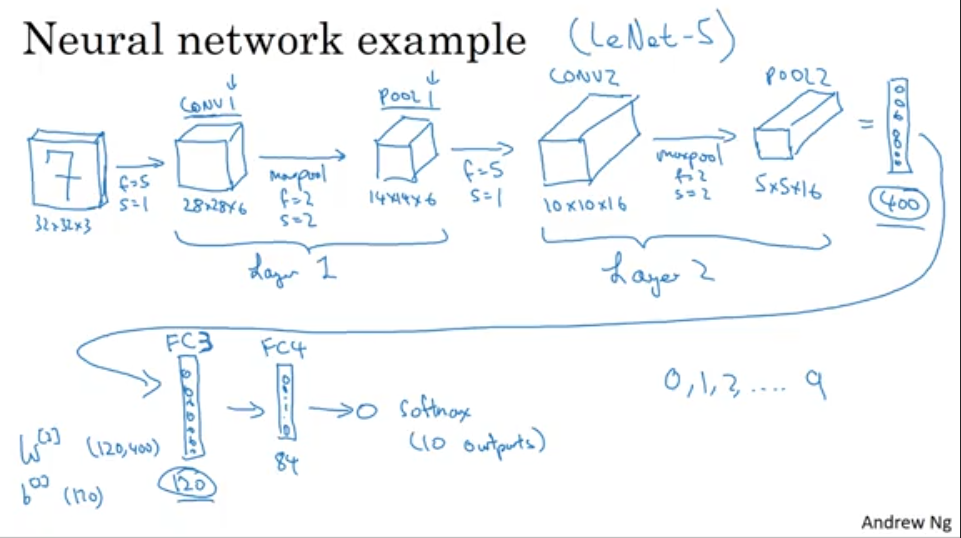 Neural network example (LeNet-5)
CONV1
POOL1
CONV2
POOL2
7
32×32×3
f=5
s=1
28×28×6
maxpool
f=2
s=2
14×14×6
f=5
s=1
10×10×16
maxpool
f=2
s=2
5×5×16
=
400
Layer 1
Layer 2
FC3
FC4
0,1,2,....9
Softmax
(10 outputs)
W[3] (120,400)
b[3] (120)
120
84
Andrew Ng